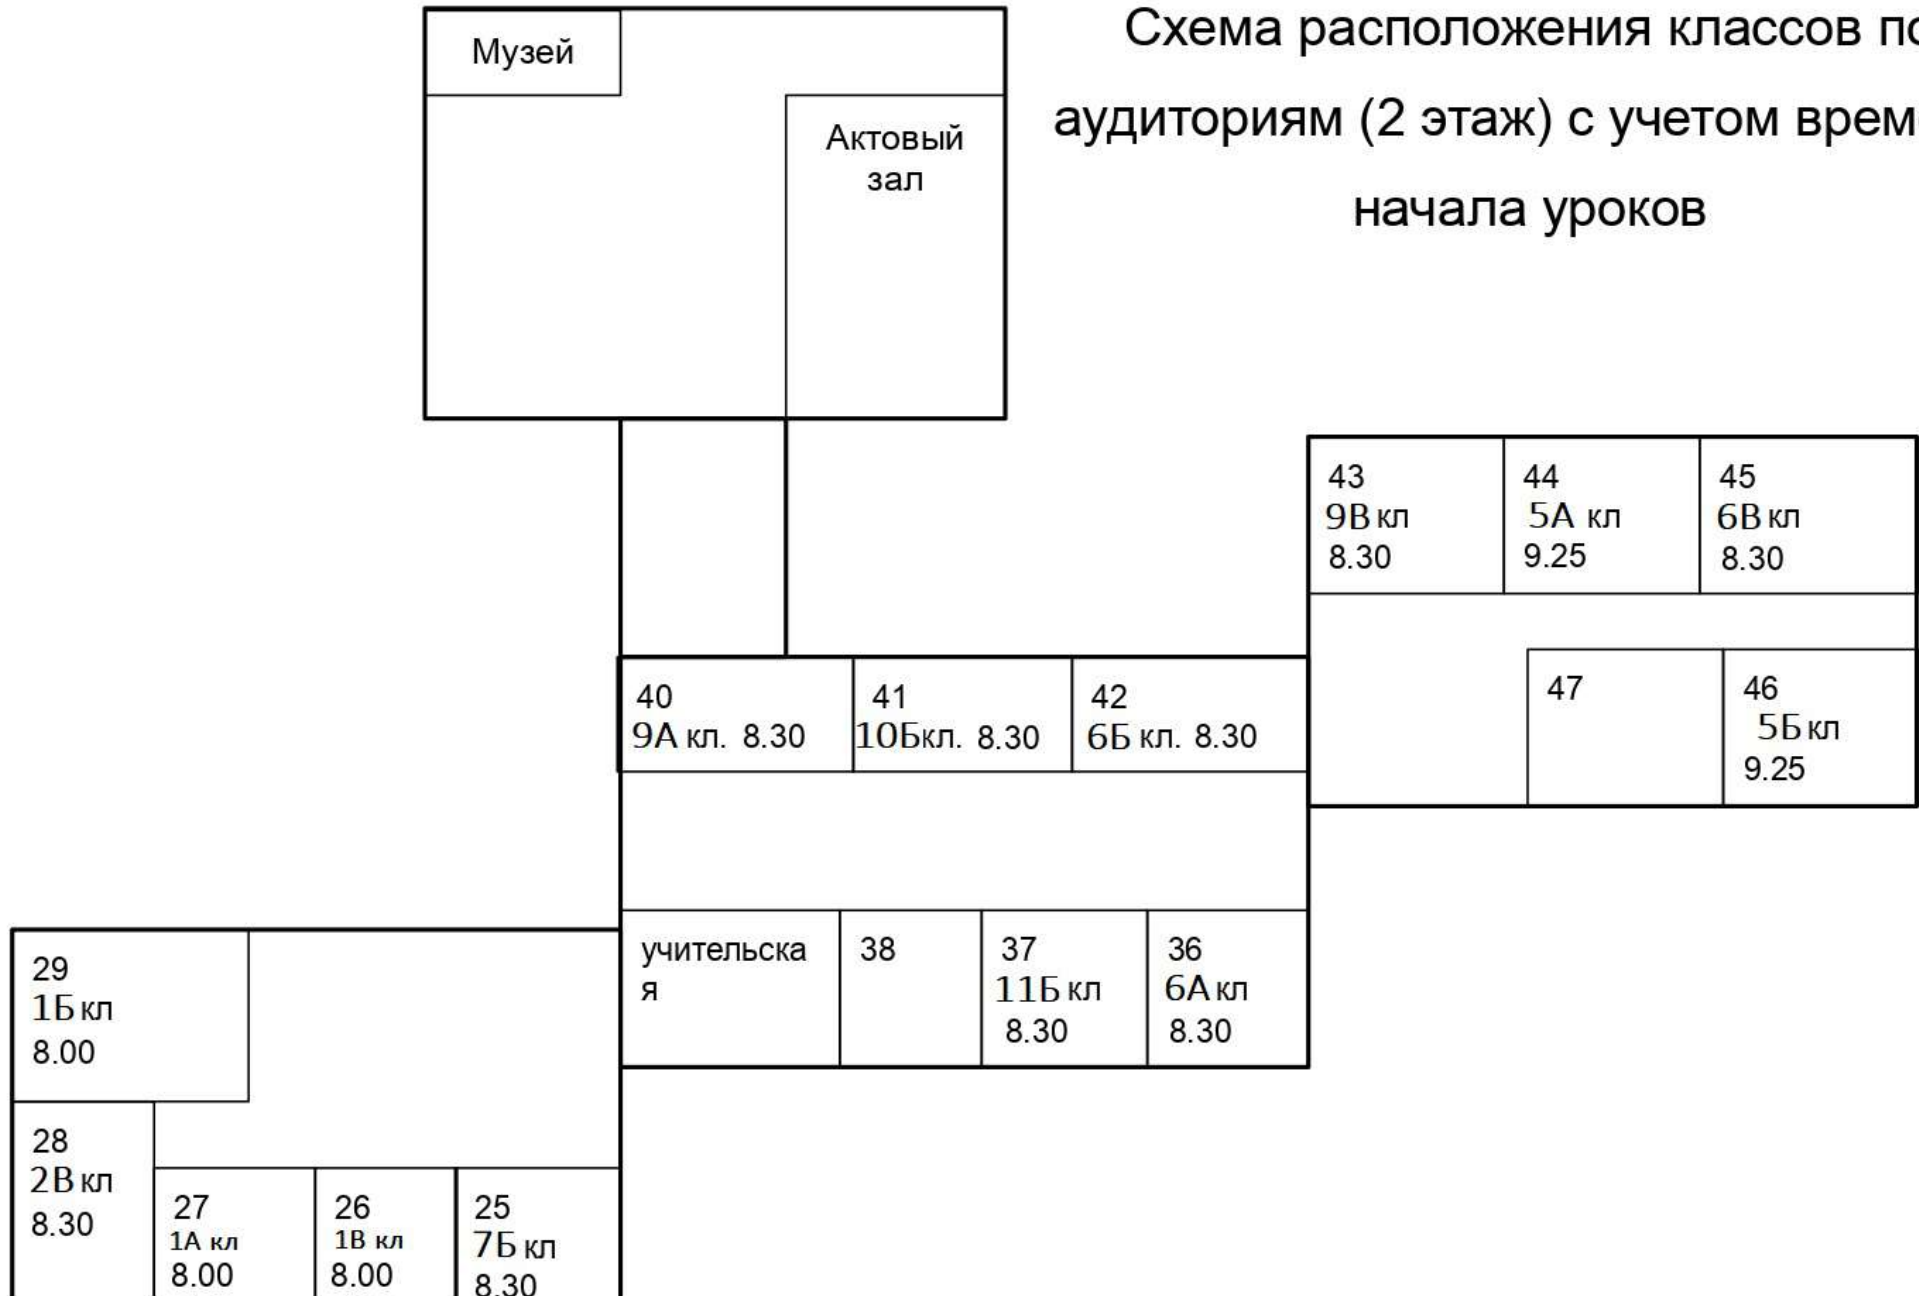 Схема расположения классов по
аудиториям (2 этаж) с учетом врем
начала уроков
Музей
Актовый
зал
43
9В кл
8.30
44
5А кл
9.25
45
6В кл
8.30
47
46
5Б кл
9.25
40
9А кл. 8.30
41
10Бкл. 8.30
42
6Б кл. 8.30
учительска
я
38
37
11Б кл
8.30
36
6А кл
8.30
29
1Б кл
8.00
28
2В кл
8.30
27
1А кл
8.00
26
1В кл
8.00
25
7Б кл
8.30